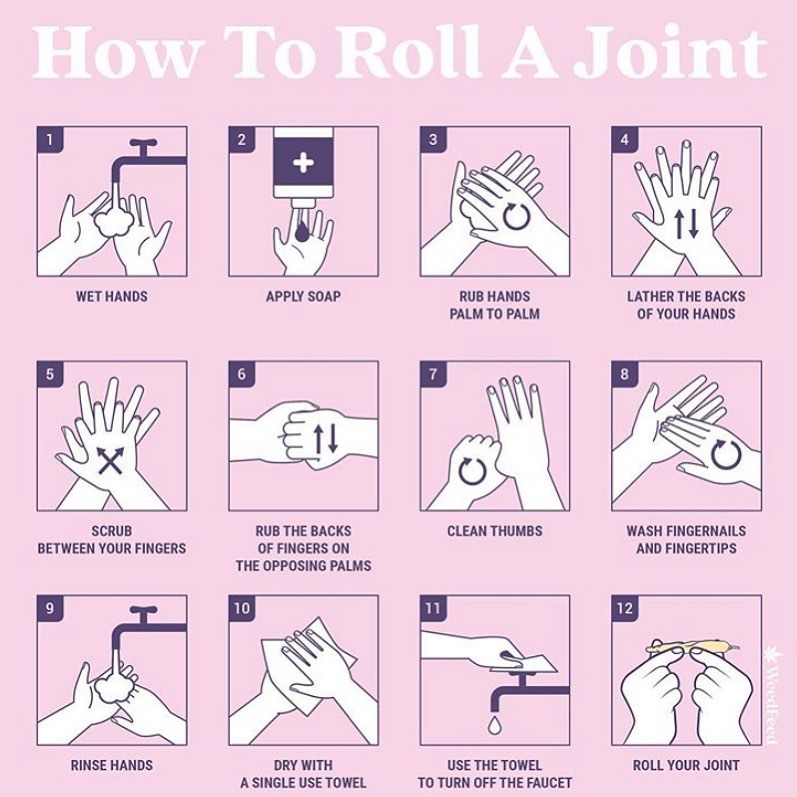 How To Roll A Joint
1
2
3
4
WET HANDS
APPLY SOAP
RUB HANDS
PALM TO PALM
LATHER THE BACKS
OF YOUR HANDS
5
6
7
8
SCRUB
BETWEEN YOUR FINGERS
RUB THE BACKS
OF FINGERS ON
THE OPPOSING PALMS
CLEAN THUMBS
WASH FINGERNAILS
AND FINGERTIPS
9
10
11
12
RINSE HANDS
DRY WITH
A SINGLE USE TOWEL
USE THE TOWEL
TO TURN OFF THE FAUCET
ROLL YOUR JOINT
WeedFeed